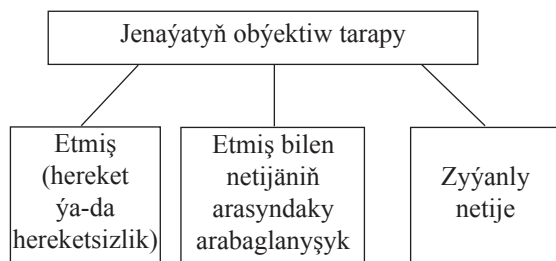 Jenaýatyň obýektiw tarapy
Etmiş
(hereket
ýa-da
hereketsizlik)
Etmiş bilen
netijäniň
arasyndaky
arabaglanyşyk
Zyýanly
netije